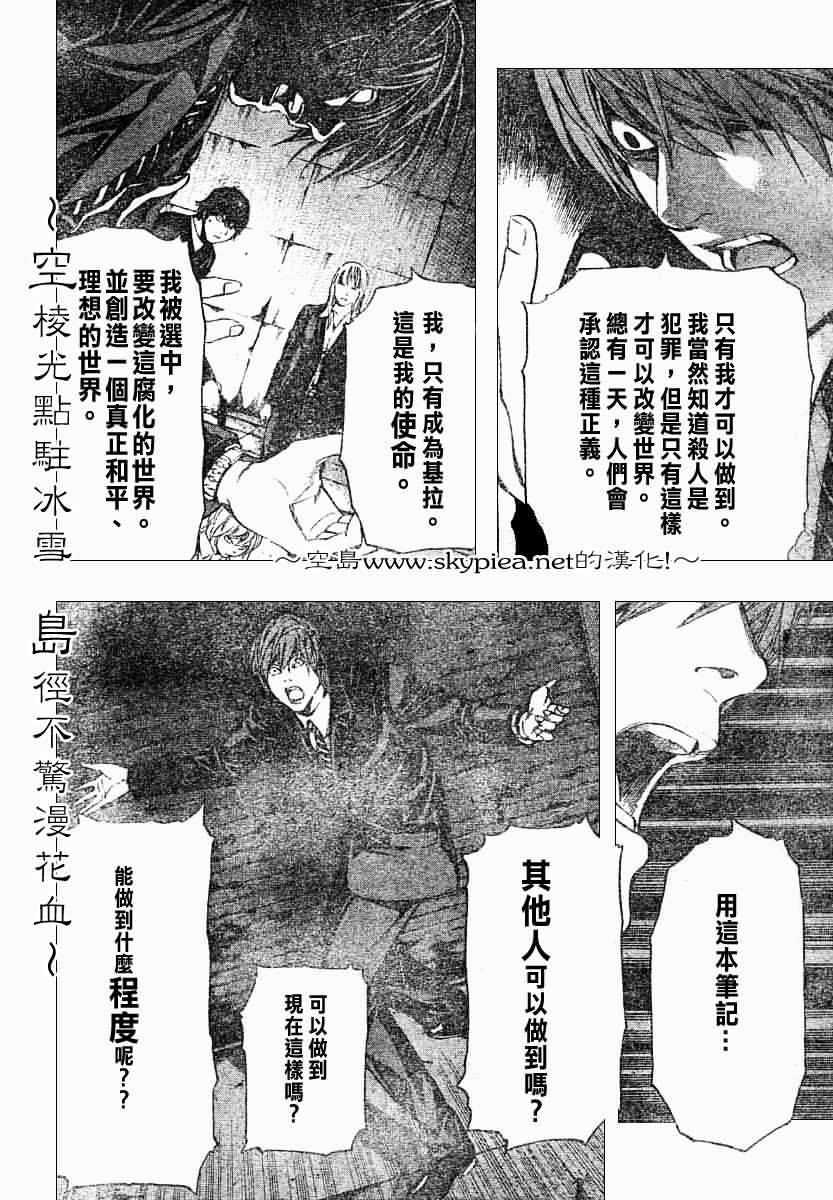 只有我才可以做到。
我當然知道殺人是
犯罪，但是只有這樣
才可以改變世界。
總有一天，人們會
承認這種正義。
我，只有成為基拉。
這是我的使命。
我被選中，
要改變這腐化的世界。
並創造一個真正和平、
理想的世界。
～空島www.skypiea.net的漢化!～
用這本筆記…
其他人可以做到嗎？
可以做到
現在這樣嗎？
能做到什麼程度呢？？
～空棱光點駐冰雪
島徑不驚漫花血～